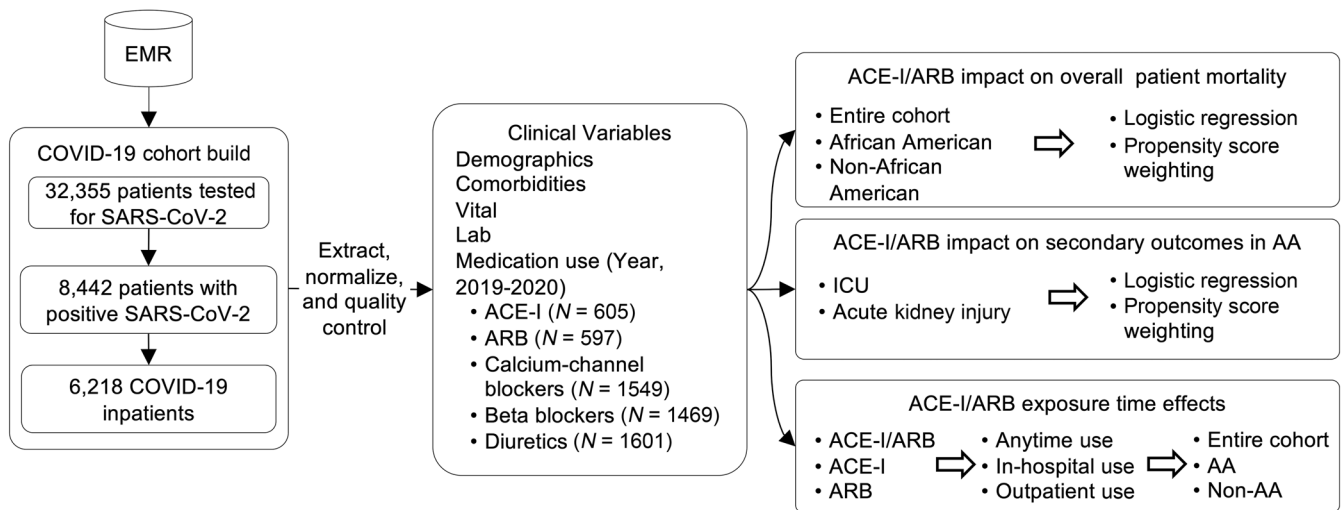 EMR
COVID-19 cohort build
32,355 patients tested
for SARS-CoV-2
8,442 patients with
positive SARS-CoV-2
6,218 COVID-19
inpatients
Extract,
normalize,
and quality
control
Clinical Variables
Demographics
Comorbidities
Vital
Lab
Medication use (Year,
2019-2020)
• ACE-I (N = 605)
• ARB (N = 597)
• Calcium-channel
blockers (N = 1549)
• Beta blockers (N = 1469)
• Diuretics (N = 1601)
ACE-I/ARB impact on overall patient mortality
• Entire cohort
• African American
• Non-African
American
• Logistic regression
• Propensity score
weighting
ACE-I/ARB impact on secondary outcomes in AA
• ICU
• Acute kidney injury
• Logistic regression
• Propensity score
weighting
ACE-I/ARB exposure time effects
• ACE-I/ARB
• ACE-I
• ARB
• Anytime use
• In-hospital use
• Outpatient use
• Entire cohort
• AA
• Non-AA